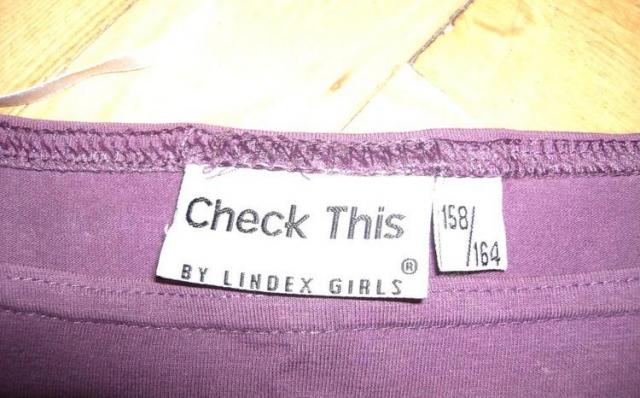 Check This
BY LINDEX GIRLS ®
158/164